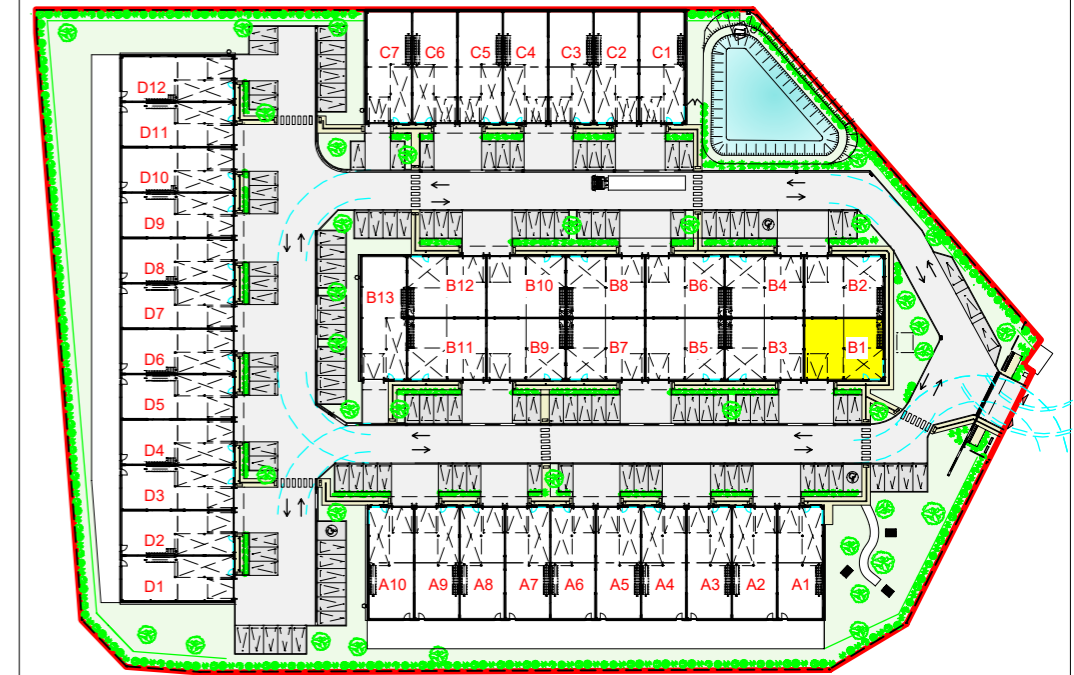 C7 C6 C5 C4 C3 C2 C1
D12
D11
D10
D9
D8
D7
D6
D5
D4
D3
D2
D1
B13 B12 B10 B8 B6 B4 B2
B11 B9 B7 B5 B3 B1
A10 A9 A8 A7 A6 A5 A4 A3 A2 A1